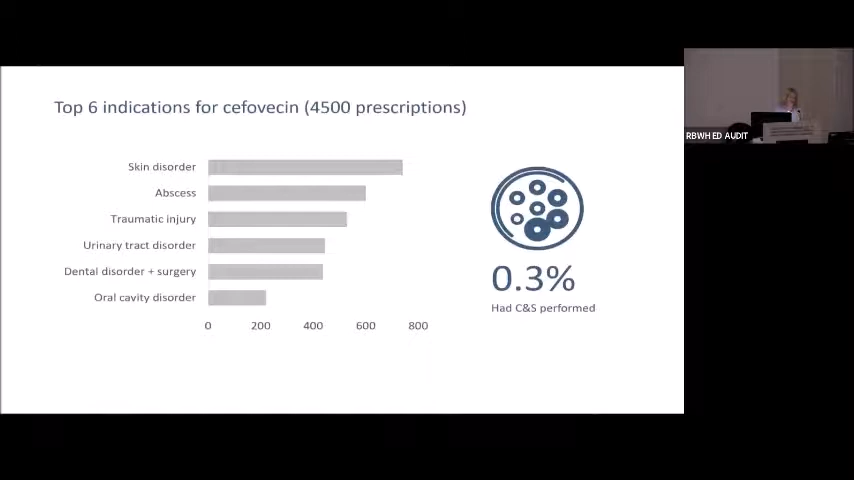 Top 6 indications for cefovecin (4500 prescriptions)
Skin disorder
Abscess
Traumatic injury
Urinary tract disorder
Dental disorder + surgery
Oral cavity disorder
0 200 400 600 800
0.3%
Had C&S performed
RBWH ED AUDIT